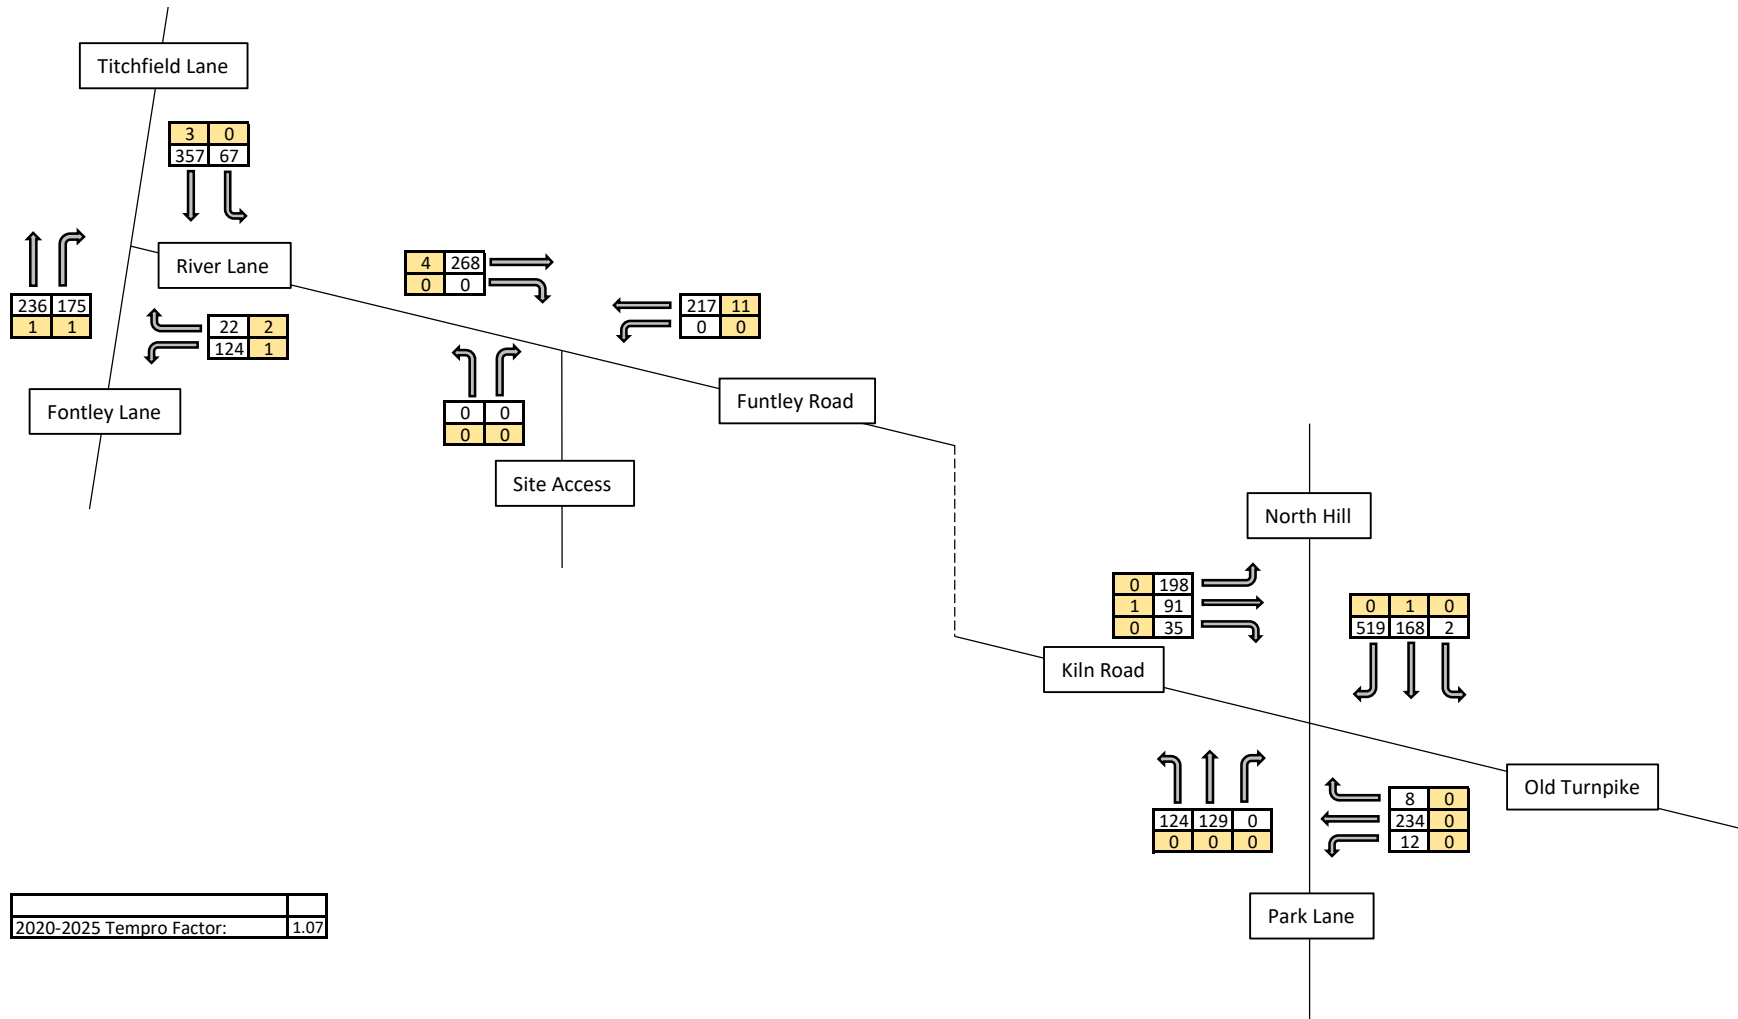 Titchfield Lane
3 0
357 67
River Lane
4 268
0 0
217 11
0 0
236 175
1 1
22 2
124 1
Fontley Lane
0 0
0 0
Funtley Road
Site Access
North Hill
0 198
1 91
0 35
0 1 0
519 168 2
Kiln Road
Old Turnpike
124 129 0
0 0 0
8 0
234 0
12 0
Park Lane
2020-2025 Tempro Factor: 1.07